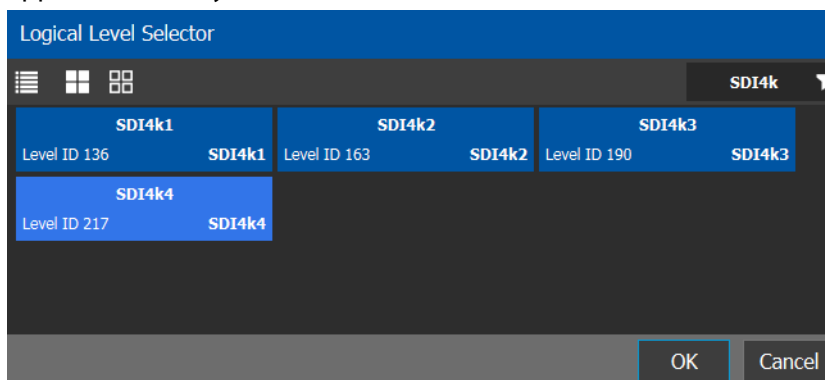 Logical Level Selector
SDI4k
SDI4k1
Level ID 136 SDI4k1
SDI4k2
Level ID 163 SDI4k2
SDI4k3
Level ID 190 SDI4k3
SDI4k4
Level ID 217 SDI4k4
OK
Cancel